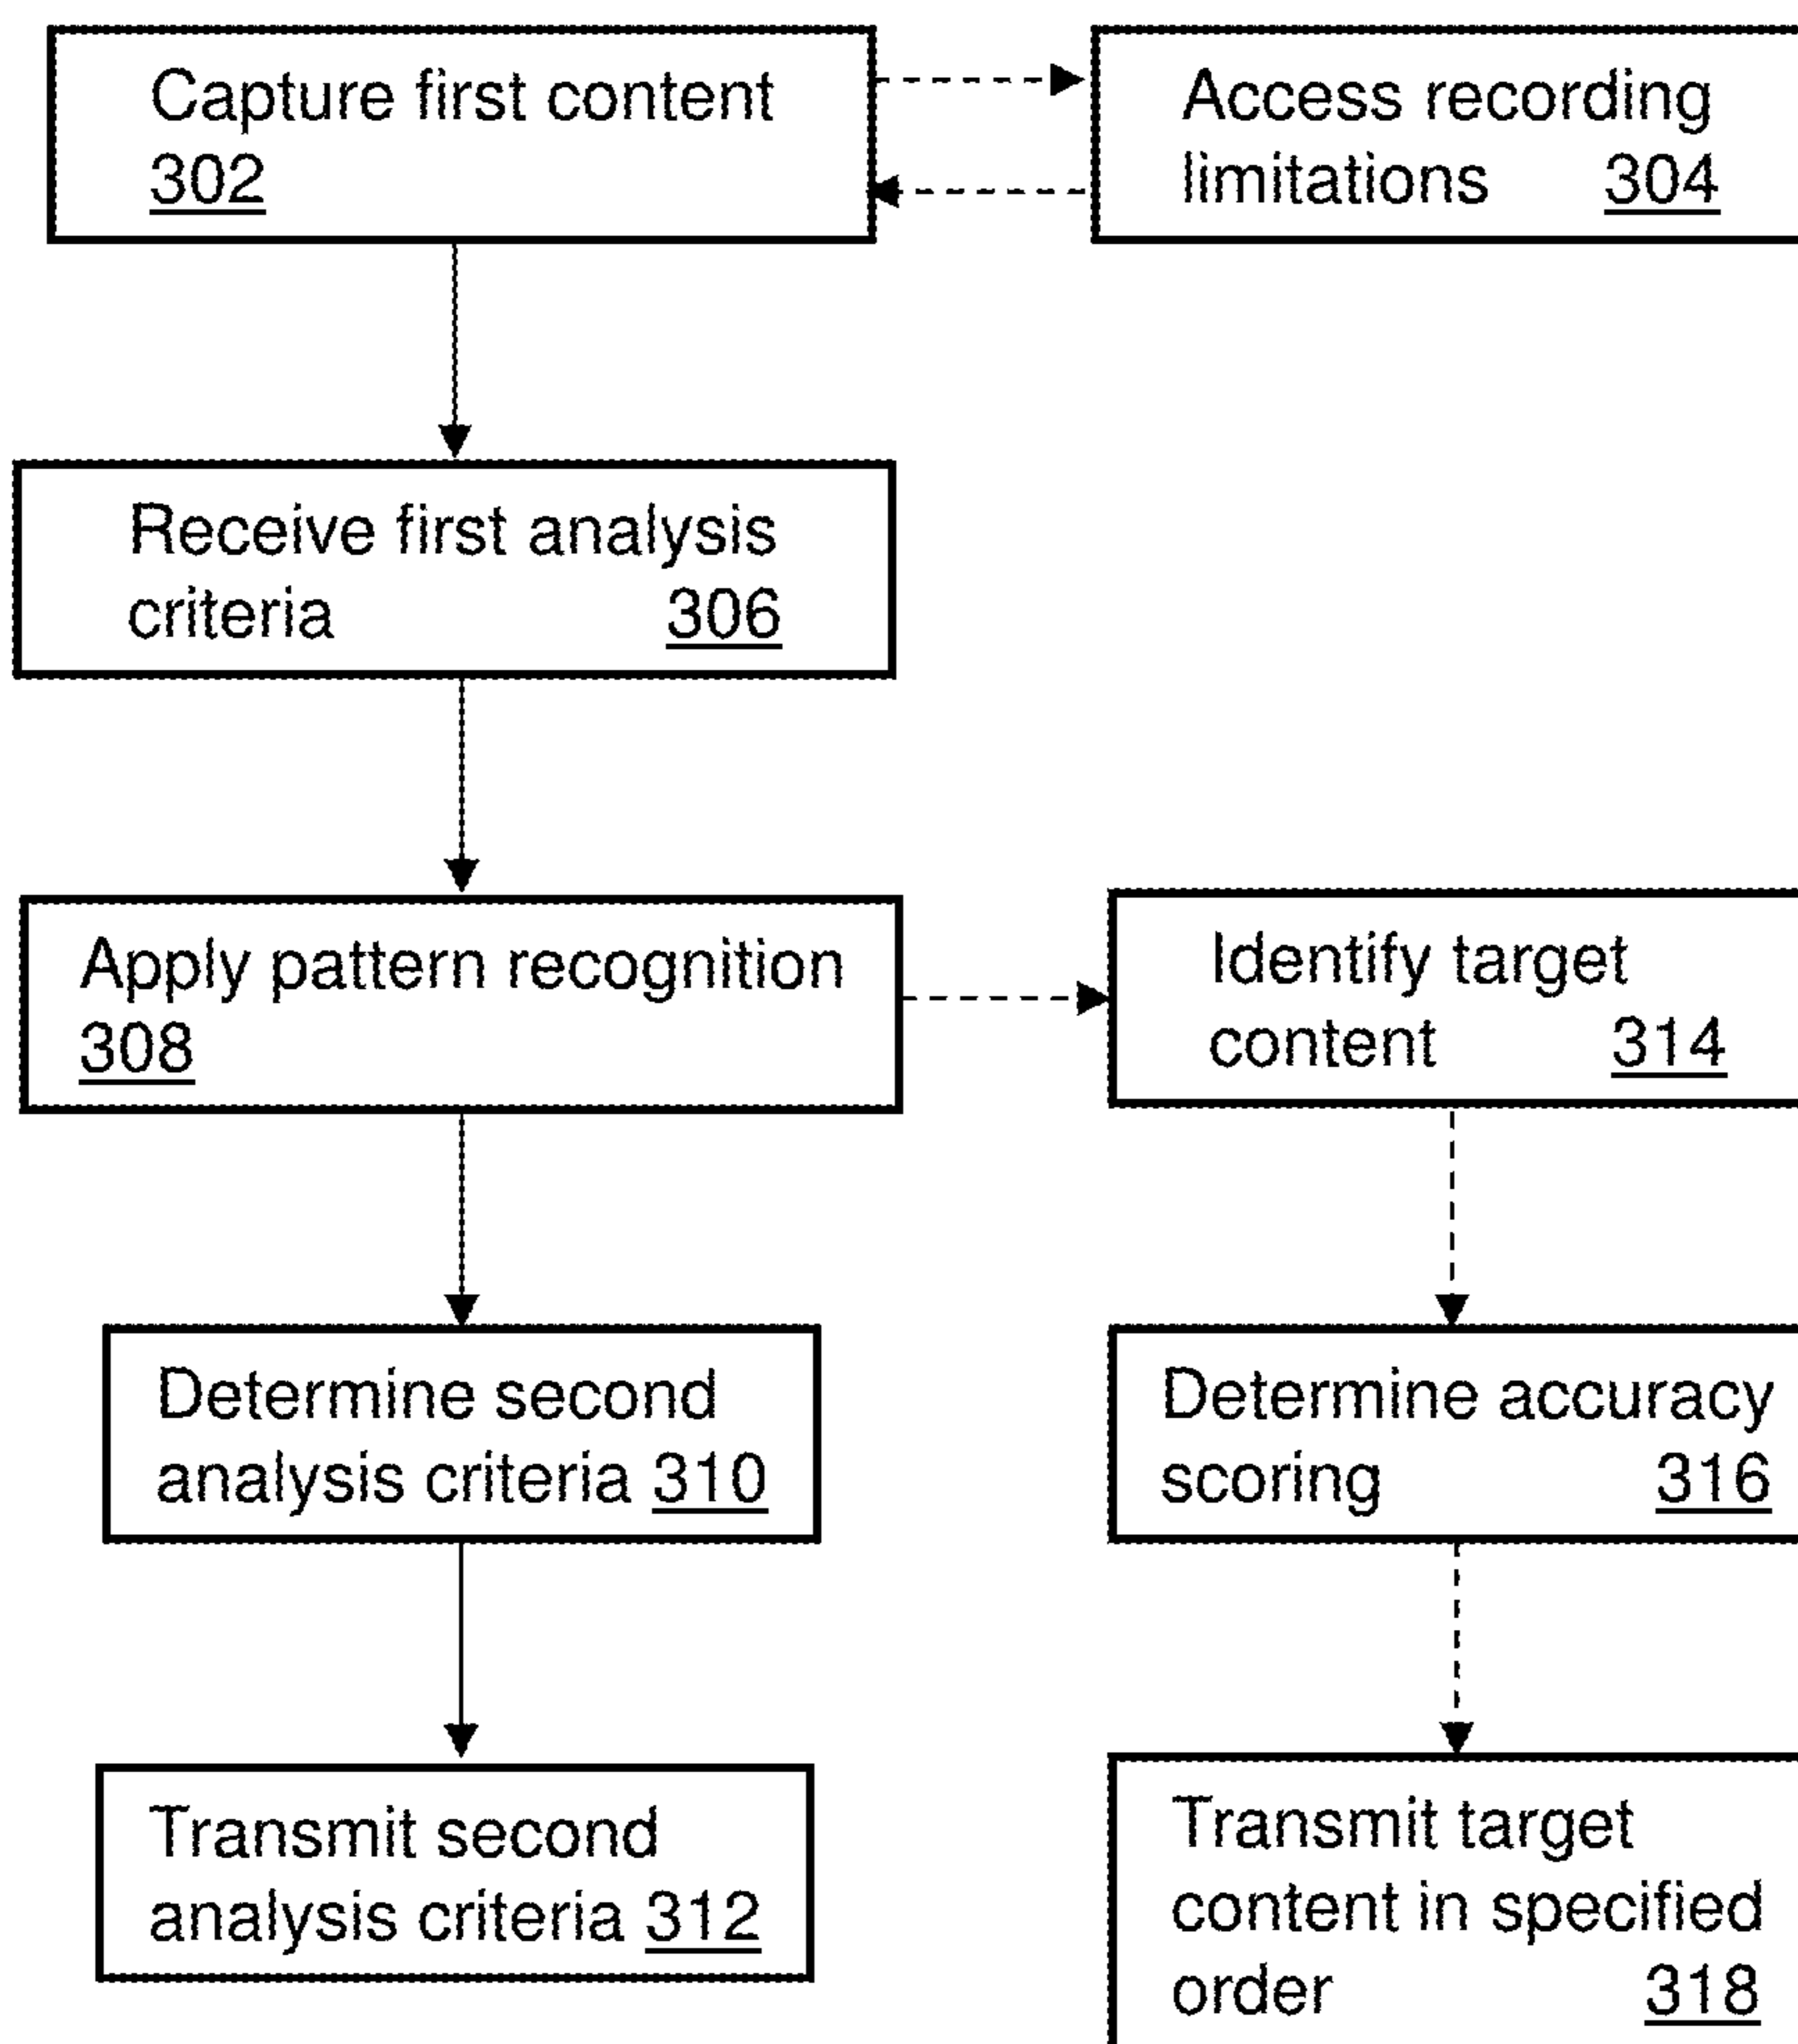 Capture first content
302
Access recording
limitations 304
Receive first analysis
criteria 306
Apply pattern recognition
308
Identify target
content 314
Determine second
analysis criteria 310
Determine accuracy
scoring 316
Transmit second
analysis criteria 312
Transmit target
content in specified
order 318